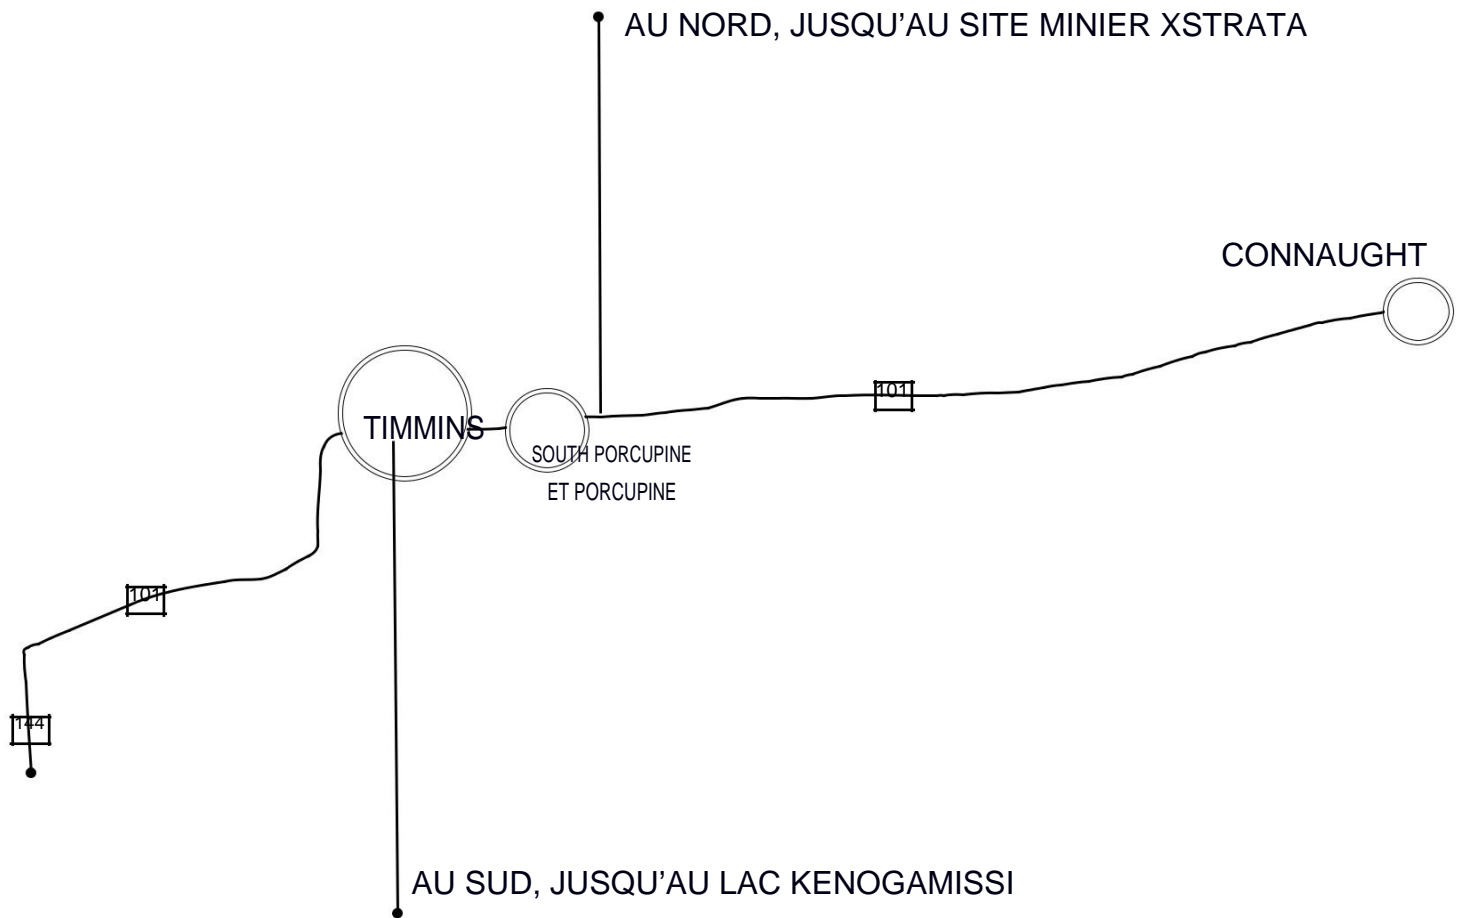 AU NORD, JUSQU'AU SITE MINIER XSTRATA
CONNAUGHT
101
TIMMINS
SOUTH PORCUPINE
ET PORCUPINE
101
144
AU SUD, JUSQU'AU LAC KENOGAMISSI